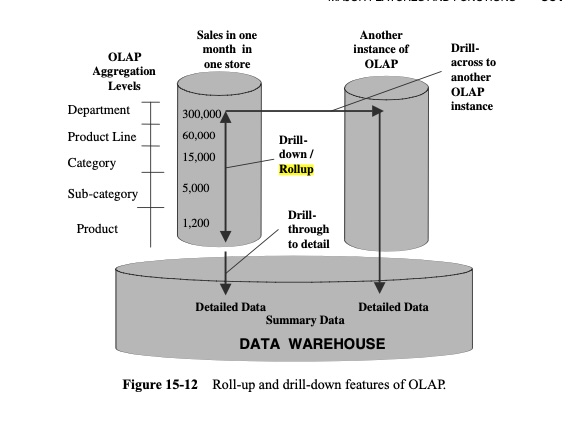 Sales in one
month in
one store
Another
instance of
OLAP
Drill-
across to
another
OLAP
instance
OLAP
Aggregation
Levels
Department
Product Line
Category
Sub-category
Product
300,000
60,000
15,000
5,000
1,200
Drill-
down /
Rollup
Drill-
through
to detail
Detailed Data
Detailed Data
Summary Data
DATA WAREHOUSE
Figure 15-12 Roll-up and drill-down features of OLAP.